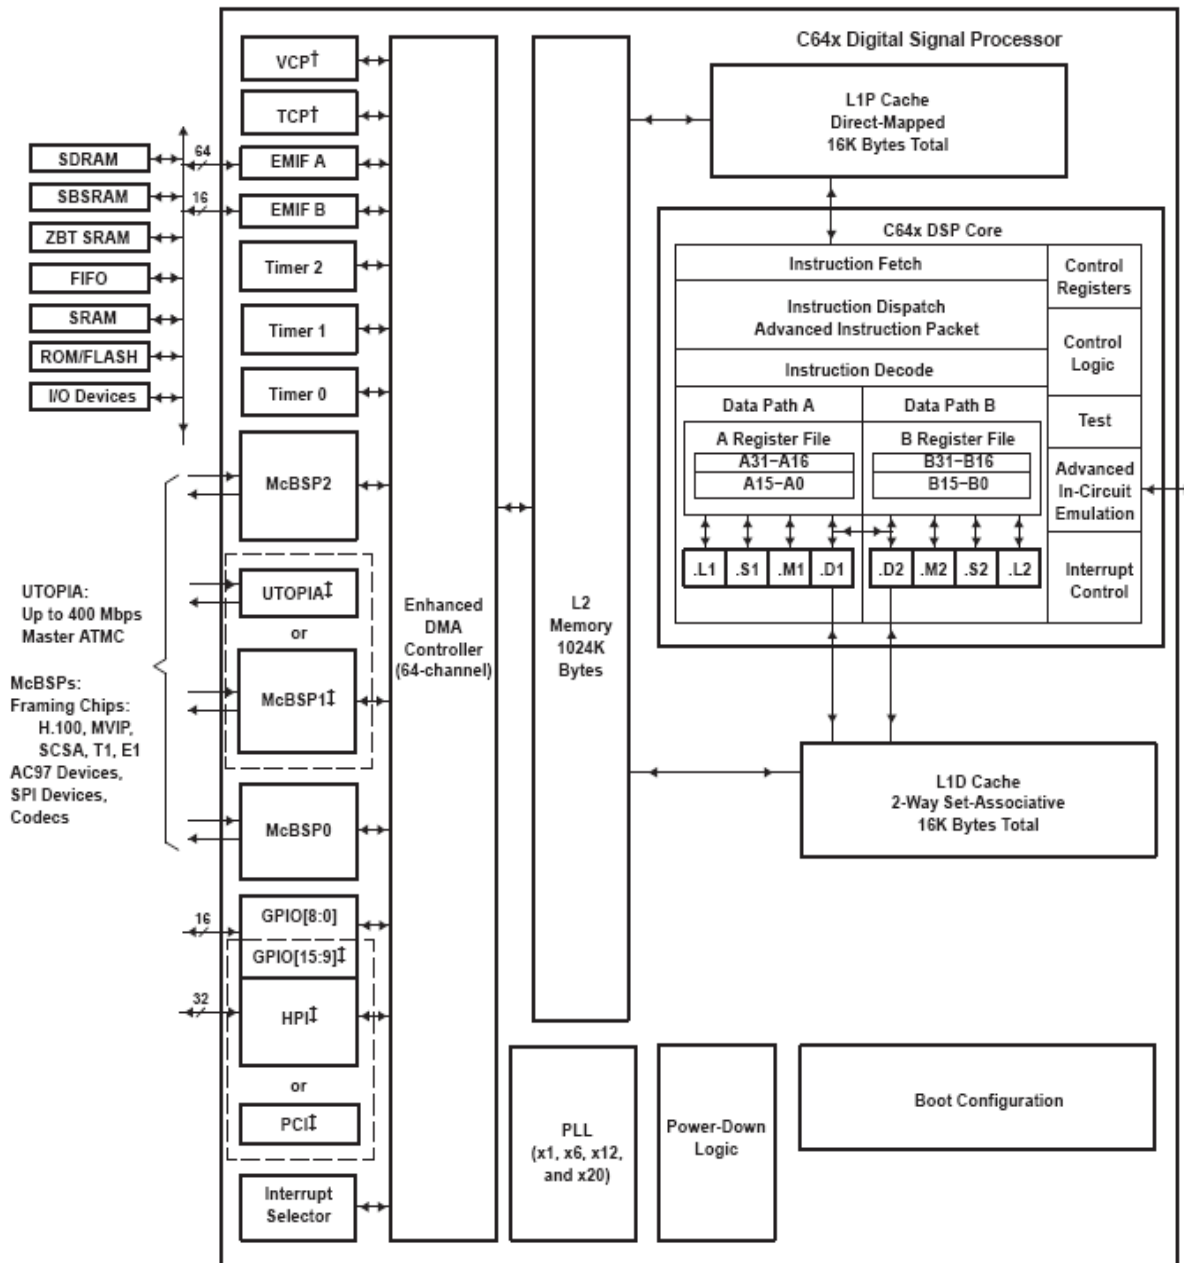 C64x Digital Signal Processor
VCP†
TCP†
EMIF A
EMIF B
Timer 2
Timer 1
Timer 0
64
16
SDRAM
SBSRAM
ZBT SRAM
FIFO
SRAM
ROM/FLASH
I/O Devices
McBSP2
UTOPIA‡
or
McBSP1‡
McBSP0
UTOPIA:
Up to 400 Mbps
Master ATMC
McBSPs:
Framing Chips:
H.100, MVIP,
SCSA, T1, E1
AC97 Devices,
SPI Devices,
Codecs
16
GPIO[8:0]
GPIO[15:9]‡
32
HPI‡
or
PCI‡
Interrupt
Selector
Enhanced
DMA
Controller
(64-channel)
L2
Memory
1024K
Bytes
L1P Cache
Direct-Mapped
16K Bytes Total
C64x DSP Core
Instruction Fetch
Instruction Dispatch
Advanced Instruction Packet
Instruction Decode
Data Path A
Data Path B
A Register File
A31−A16
A15−A0
B Register File
B31−B16
B15−B0
.L1
.S1
.M1
.D1
.D2
.M2
.S2
.L2
Control
Registers
Control
Logic
Test
Advanced
In-Circuit
Emulation
Interrupt
Control
L1D Cache
2-Way Set-Associative
16K Bytes Total
PLL
(x1, x6, x12,
and x20)
Power-Down
Logic
Boot Configuration